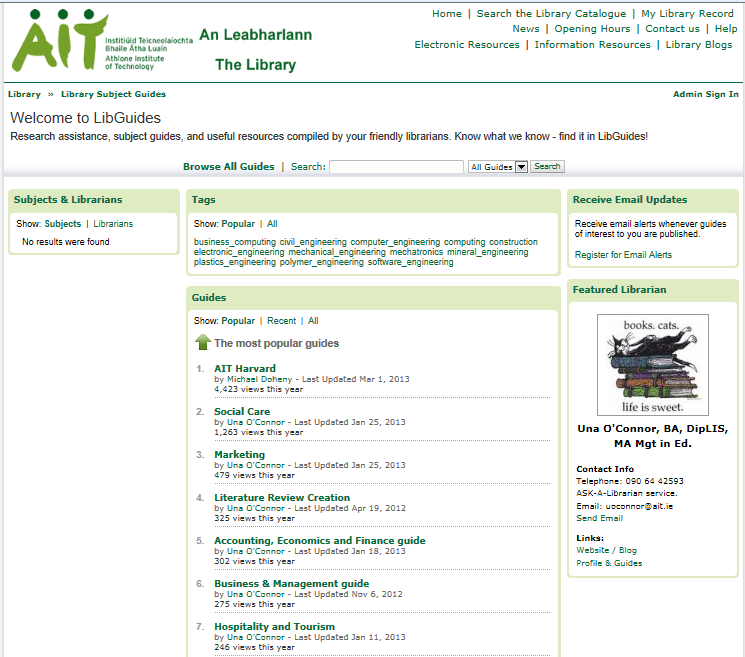 AIT
Institiúid Teicneolaíochta
Bhaile Átha Luain
Athlone Institute
of Technology
An Leabharlann
The Library
Home | Search the Library Catalogue | My Library Record
News | Opening Hours | Contact us | Help
Electronic Resources | Information Resources | Library Blogs
Library » Library Subject Guides
Admin Sign In
Welcome to LibGuides
Research assistance, subject guides, and useful resources compiled by your friendly librarians. Know what we know - find it in LibGuides!
Browse All Guides | Search: All Guides Search
Subjects & Librarians
Show: Subjects | Librarians
No results were found
Tags
Show: Popular | All
business_computing civil_engineering computer_engineering computing construction
electronic_engineering mechanical_engineering mechatronics mineral_engineering
plastics_engineering polymer_engineering software_engineering
Guides
Show: Popular | Recent | All
The most popular guides
1. AIT Harvard
by Michael Doheny - Last Updated Mar 1, 2013
4,423 views this year
2. Social Care
by Una O'Connor - Last Updated Jan 25, 2013
1,263 views this year
3. Marketing
by Una O'Connor - Last Updated Jan 25, 2013
479 views this year
4. Literature Review Creation
by Una O'Connor - Last Updated Apr 19, 2012
325 views this year
5. Accounting, Economics and Finance guide
by Una O'Connor - Last Updated Jan 18, 2013
302 views this year
6. Business & Management guide
by Una O'Connor - Last Updated Nov 6, 2012
275 views this year
7. Hospitality and Tourism
by Una O'Connor - Last Updated Jan 11, 2013
246 views this year
Receive Email Updates
Receive email alerts whenever guides
of interest to you are published.
Register for Email Alerts
Featured Librarian
books. cats.
life is sweet.
Una O'Connor, BA, DipLIS,
MA Mgt in Ed.
Contact Info
Telephone: 090 64 42593
ASK-A-Librarian service.
Email: uoconnor@ait.ie
Send Email
Links:
Website / Blog
Profile & Guides